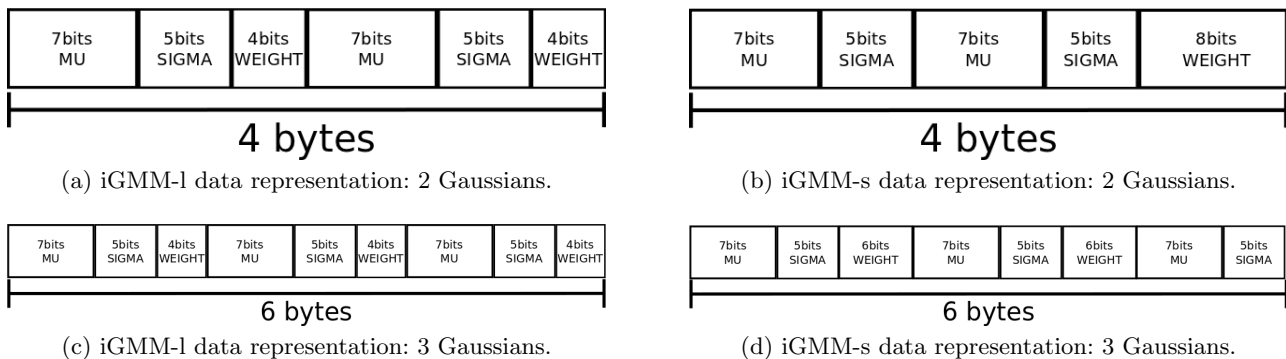 7bits 5bits 4bits 7bits 5bits 4bits
MU SIGMA WEIGHT MU SIGMA WEIGHT
4 bytes
(a) iGMM-l data representation: 2 Gaussians.
7bits 5bits 7bits 5bits 8bits
MU SIGMA MU SIGMA WEIGHT
4 bytes
(b) iGMM-s data representation: 2 Gaussians.
7bits 5bits 4bits 7bits 5bits 4bits 7bits 5bits 4bits
MU SIGMA WEIGHT MU SIGMA WEIGHT MU SIGMA WEIGHT
6 bytes
(c) iGMM-l data representation: 3 Gaussians.
7bits 5bits 6bits 7bits 5bits 6bits 7bits 5bits
MU SIGMA WEIGHT MU SIGMA WEIGHT MU SIGMA
6 bytes
(d) iGMM-s data representation: 3 Gaussians.